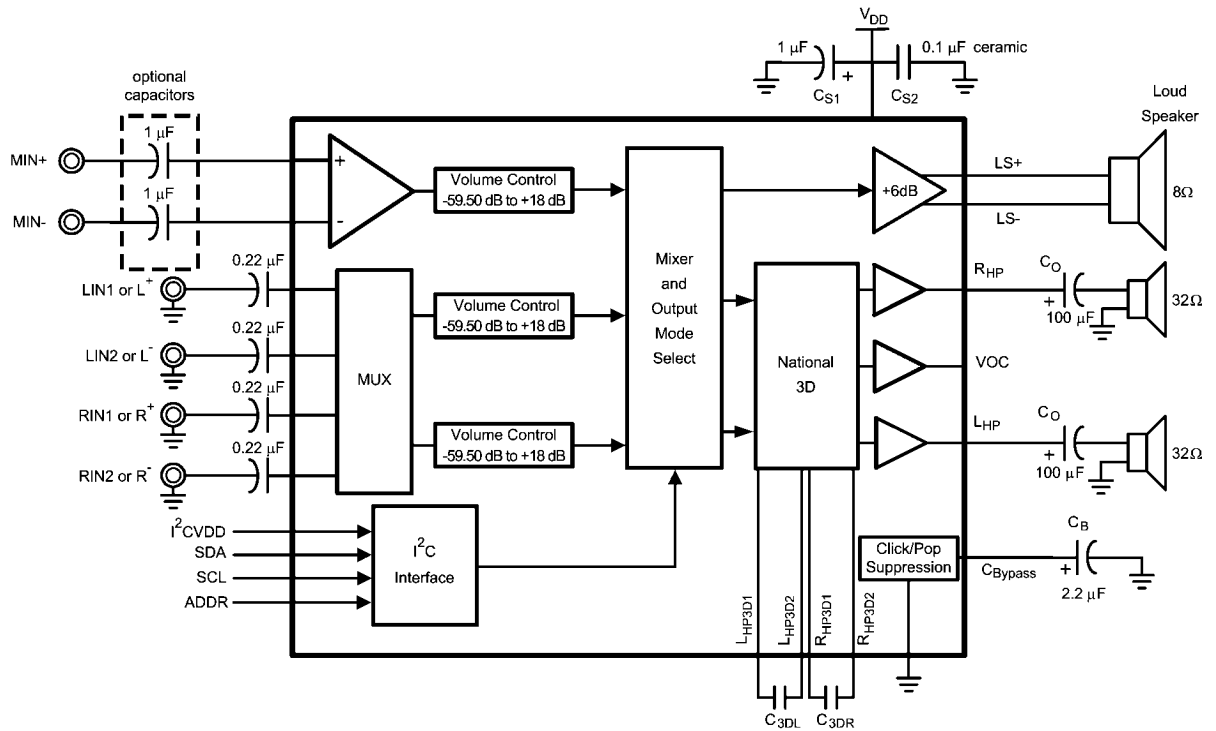 V_DD
1 μF
0.1 μF ceramic
C_S1
C_S2
optional
capacitors
1 μF
1 μF
MIN+
MIN-
+
-
Volume Control
-59.50 dB to +18 dB
+6dB
LS+
LS-
Loud
Speaker
8Ω
LIN1 or L^+
0.22 μF
LIN2 or L^-
0.22 μF
RIN1 or R^+
0.22 μF
RIN2 or R^-
0.22 μF
MUX
Volume Control
-59.50 dB to +18 dB
Volume Control
-59.50 dB to +18 dB
Mixer
and
Output
Mode
Select
National
3D
R_HP
C_O
+
100 μF
32Ω
VOC
L_HP
C_O
+
100 μF
32Ω
I^2CVDD
SDA
SCL
ADDR
I^2C
Interface
Click/Pop
Suppression
C_Bypass
C_B
+
2.2 μF
L_HP3D1
L_HP3D2
R_HP3D1
R_HP3D2
C_3DL
C_3DR
+